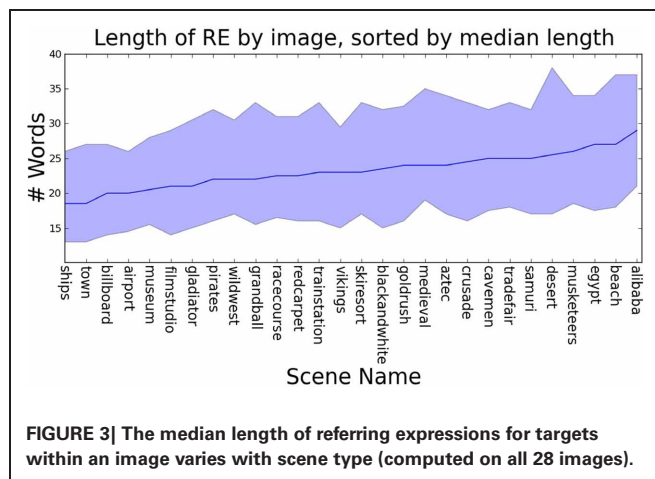 Length of RE by image, sorted by median length
40
35
30
25
20
15
# Words
ships
town
billboard
airport
museum
filmstudio
gladiator
pirates
wildwest
grandball
racecourse
redcarpet
trainstation
vikings
skiresort
blackandwhite
goldrush
medieval
aztec
crusade
cavemen
tradefair
samuri
desert
musketeers
egypt
beach
alibaba
Scene Name
FIGURE 3| The median length of referring expressions for targets
within an image varies with scene type (computed on all 28 images).